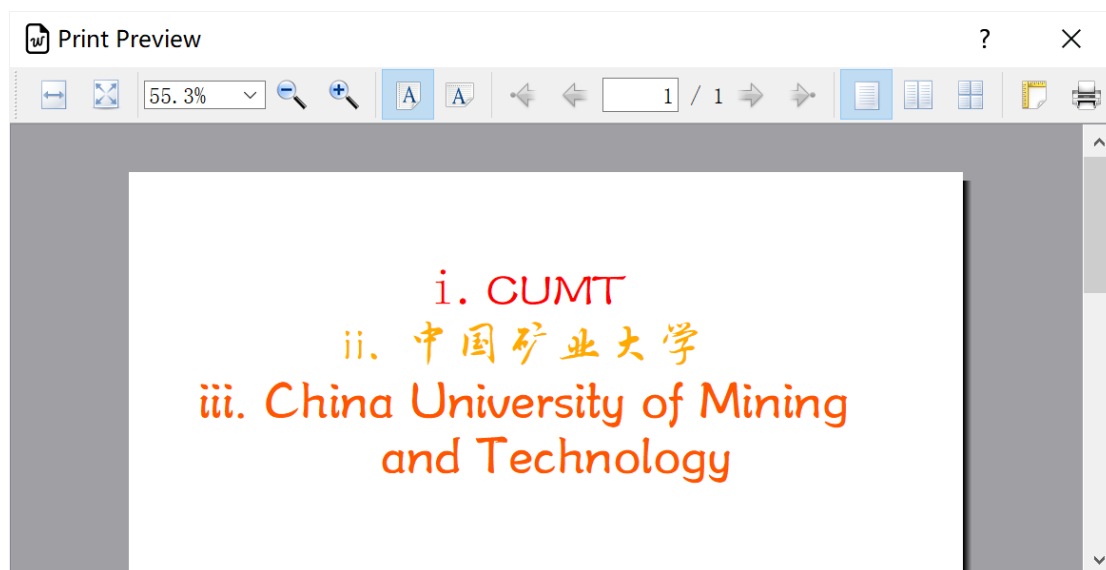 Print Preview
55.3% A A 1 / 1
i. CUMT
ii. 中国矿业大学
iii. China University of Mining
and Technology